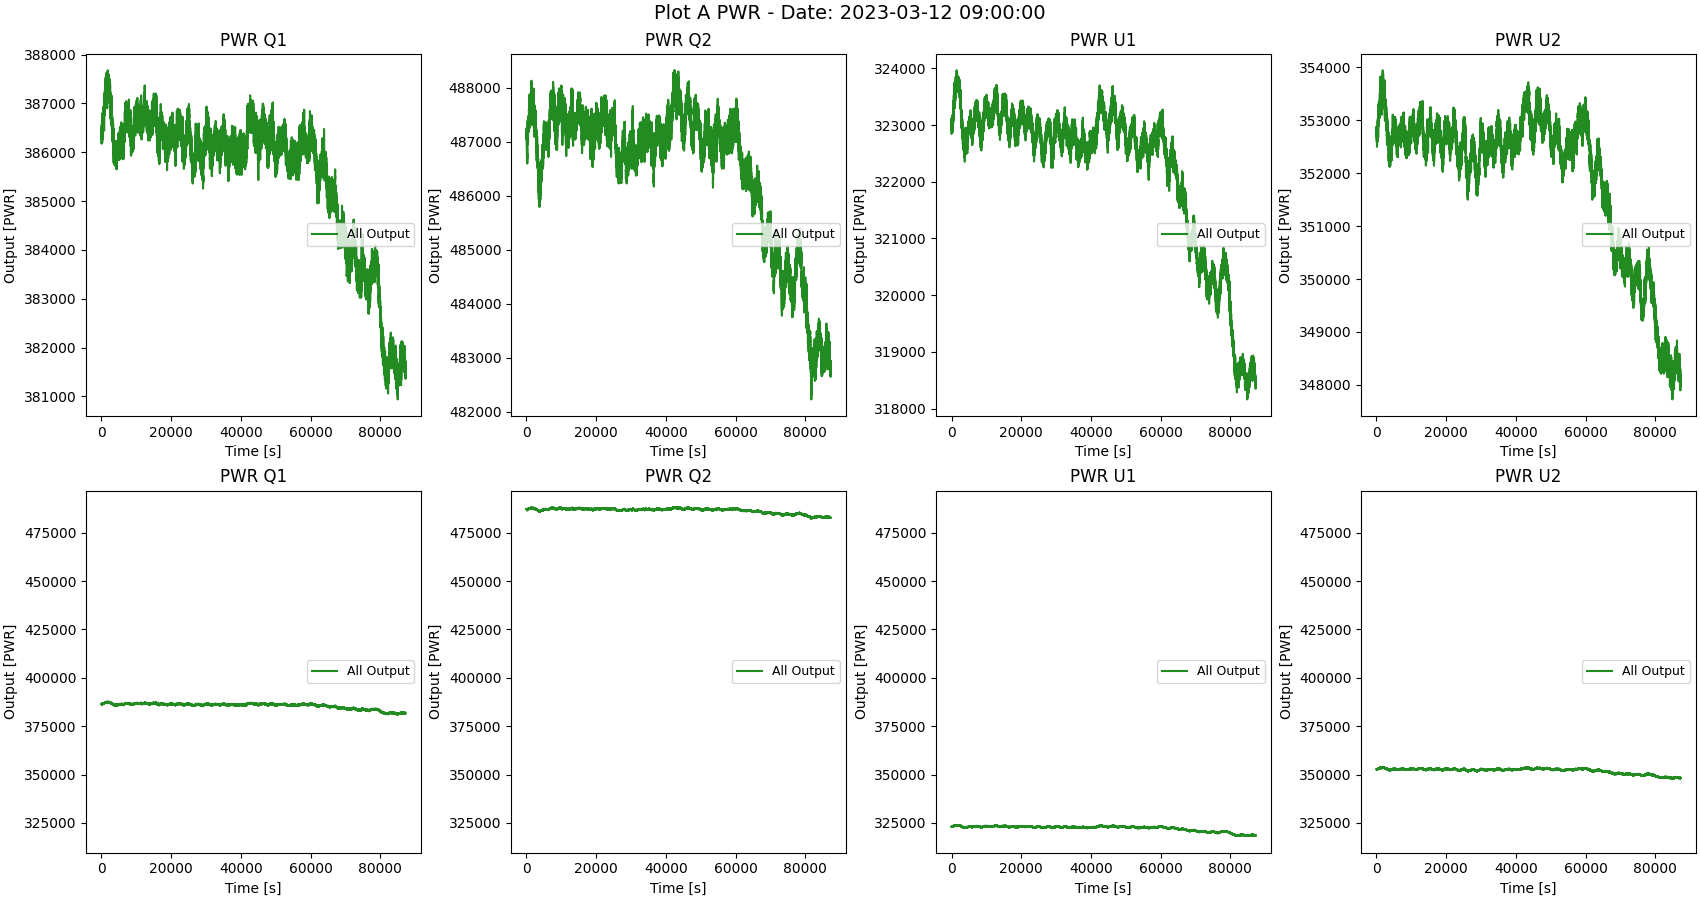 Plot A PWR - Date: 2023-03-12 09:00:00
PWR Q1
388000
387000
386000
385000
384000
383000
382000
381000
Output [PWR]
All Output
0 20000 40000 60000 80000
Time [s]
PWR Q2
488000
487000
486000
485000
484000
483000
482000
Output [PWR]
All Output
0 20000 40000 60000 80000
Time [s]
PWR U1
324000
323000
322000
321000
320000
319000
318000
Output [PWR]
All Output
0 20000 40000 60000 80000
Time [s]
PWR U2
354000
353000
352000
351000
350000
349000
348000
Output [PWR]
All Output
0 20000 40000 60000 80000
Time [s]
PWR Q1
475000
450000
425000
400000
375000
350000
325000
Output [PWR]
All Output
0 20000 40000 60000 80000
Time [s]
PWR Q2
475000
450000
425000
400000
375000
350000
325000
Output [PWR]
All Output
0 20000 40000 60000 80000
Time [s]
PWR U1
475000
450000
425000
400000
375000
350000
325000
Output [PWR]
All Output
0 20000 40000 60000 80000
Time [s]
PWR U2
475000
450000
425000
400000
375000
350000
325000
Output [PWR]
All Output
0 20000 40000 60000 80000
Time [s]